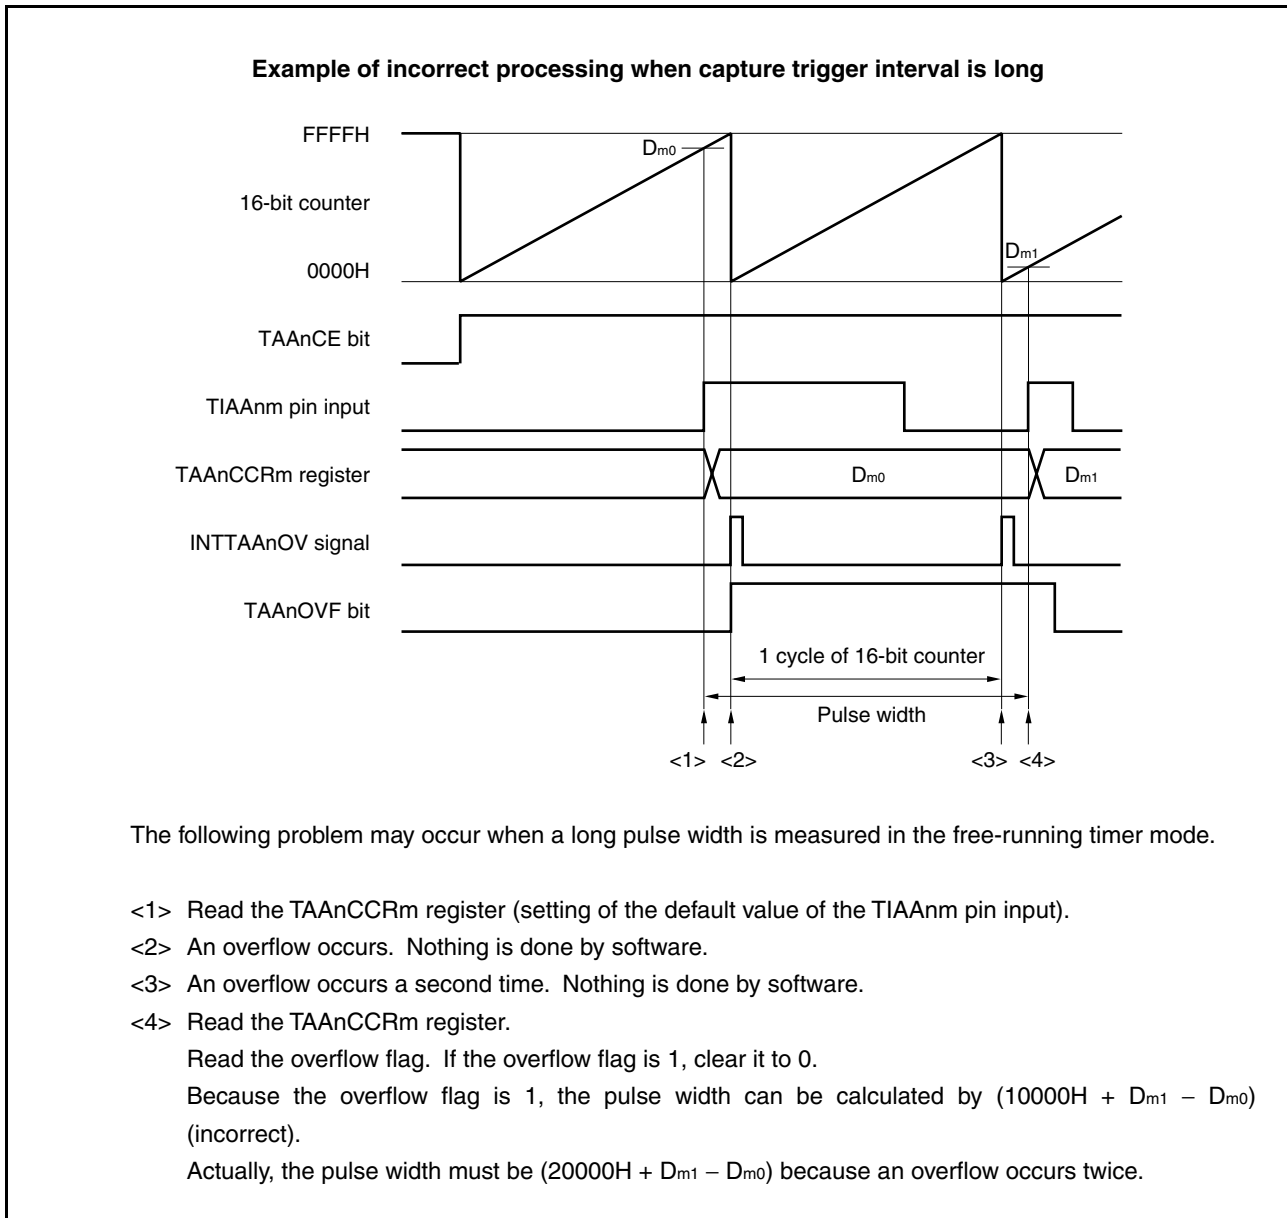 Example of incorrect processing when capture trigger interval is long
FFFFH
Dm0
16-bit counter
Dm1
0000H
TAAnCE bit
TIAAnm pin input
TAAnCCRm register
Dm0
Dm1
INTTAAnOV signal
TAAnOVF bit
1 cycle of 16-bit counter
Pulse width
<1> <2> <3> <4>
The following problem may occur when a long pulse width is measured in the free-running timer mode.
<1> Read the TAAnCCRm register (setting of the default value of the TIAAnm pin input).
<2> An overflow occurs. Nothing is done by software.
<3> An overflow occurs a second time. Nothing is done by software.
<4> Read the TAAnCCRm register.
Read the overflow flag. If the overflow flag is 1, clear it to 0.
Because the overflow flag is 1, the pulse width can be calculated by (10000H + Dm1 − Dm0)
(incorrect).
Actually, the pulse width must be (20000H + Dm1 − Dm0) because an overflow occurs twice.